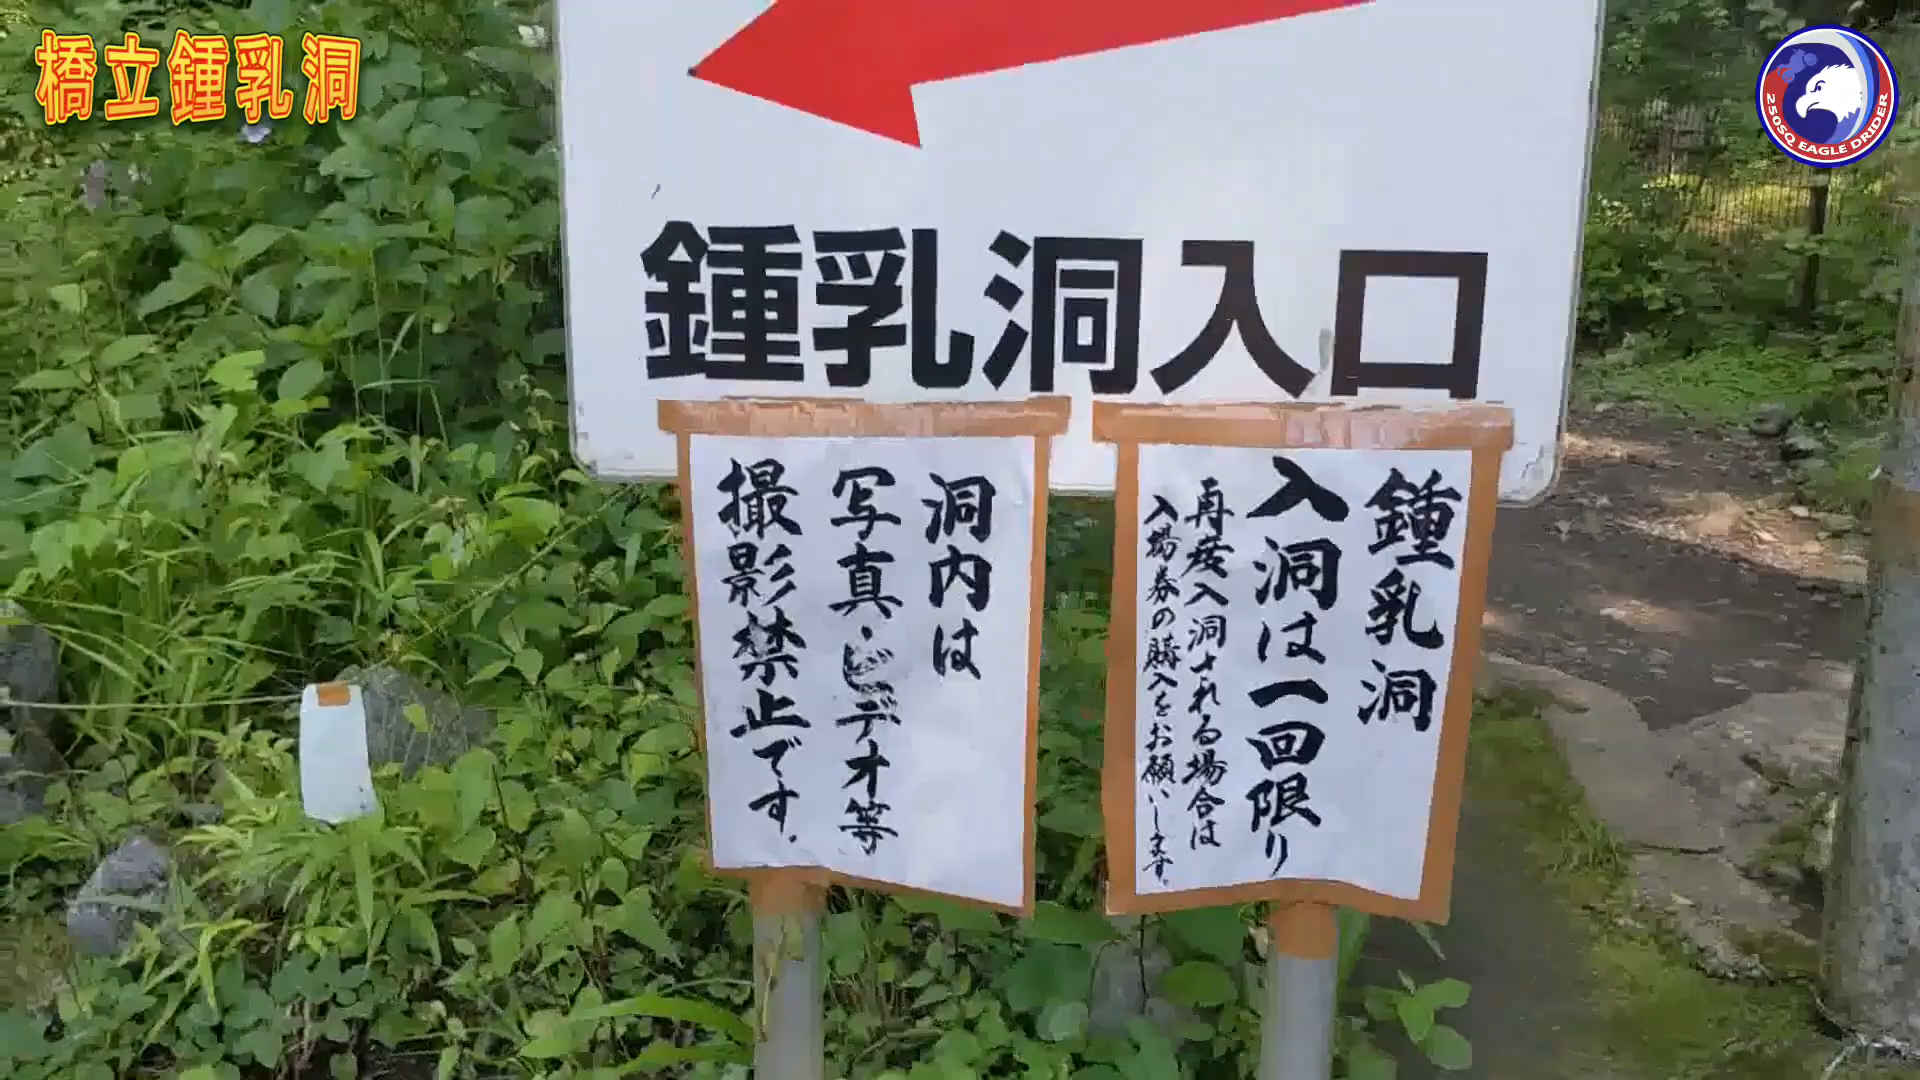 橋立鍾乳洞
250SQ EAGLE DRIDER
鍾乳洞入口
鍾乳洞
入洞は一回限り
再度入洞される場合は
入場券の購入をお願いします。
洞内は
写真・ビデオ等
撮影禁止です。